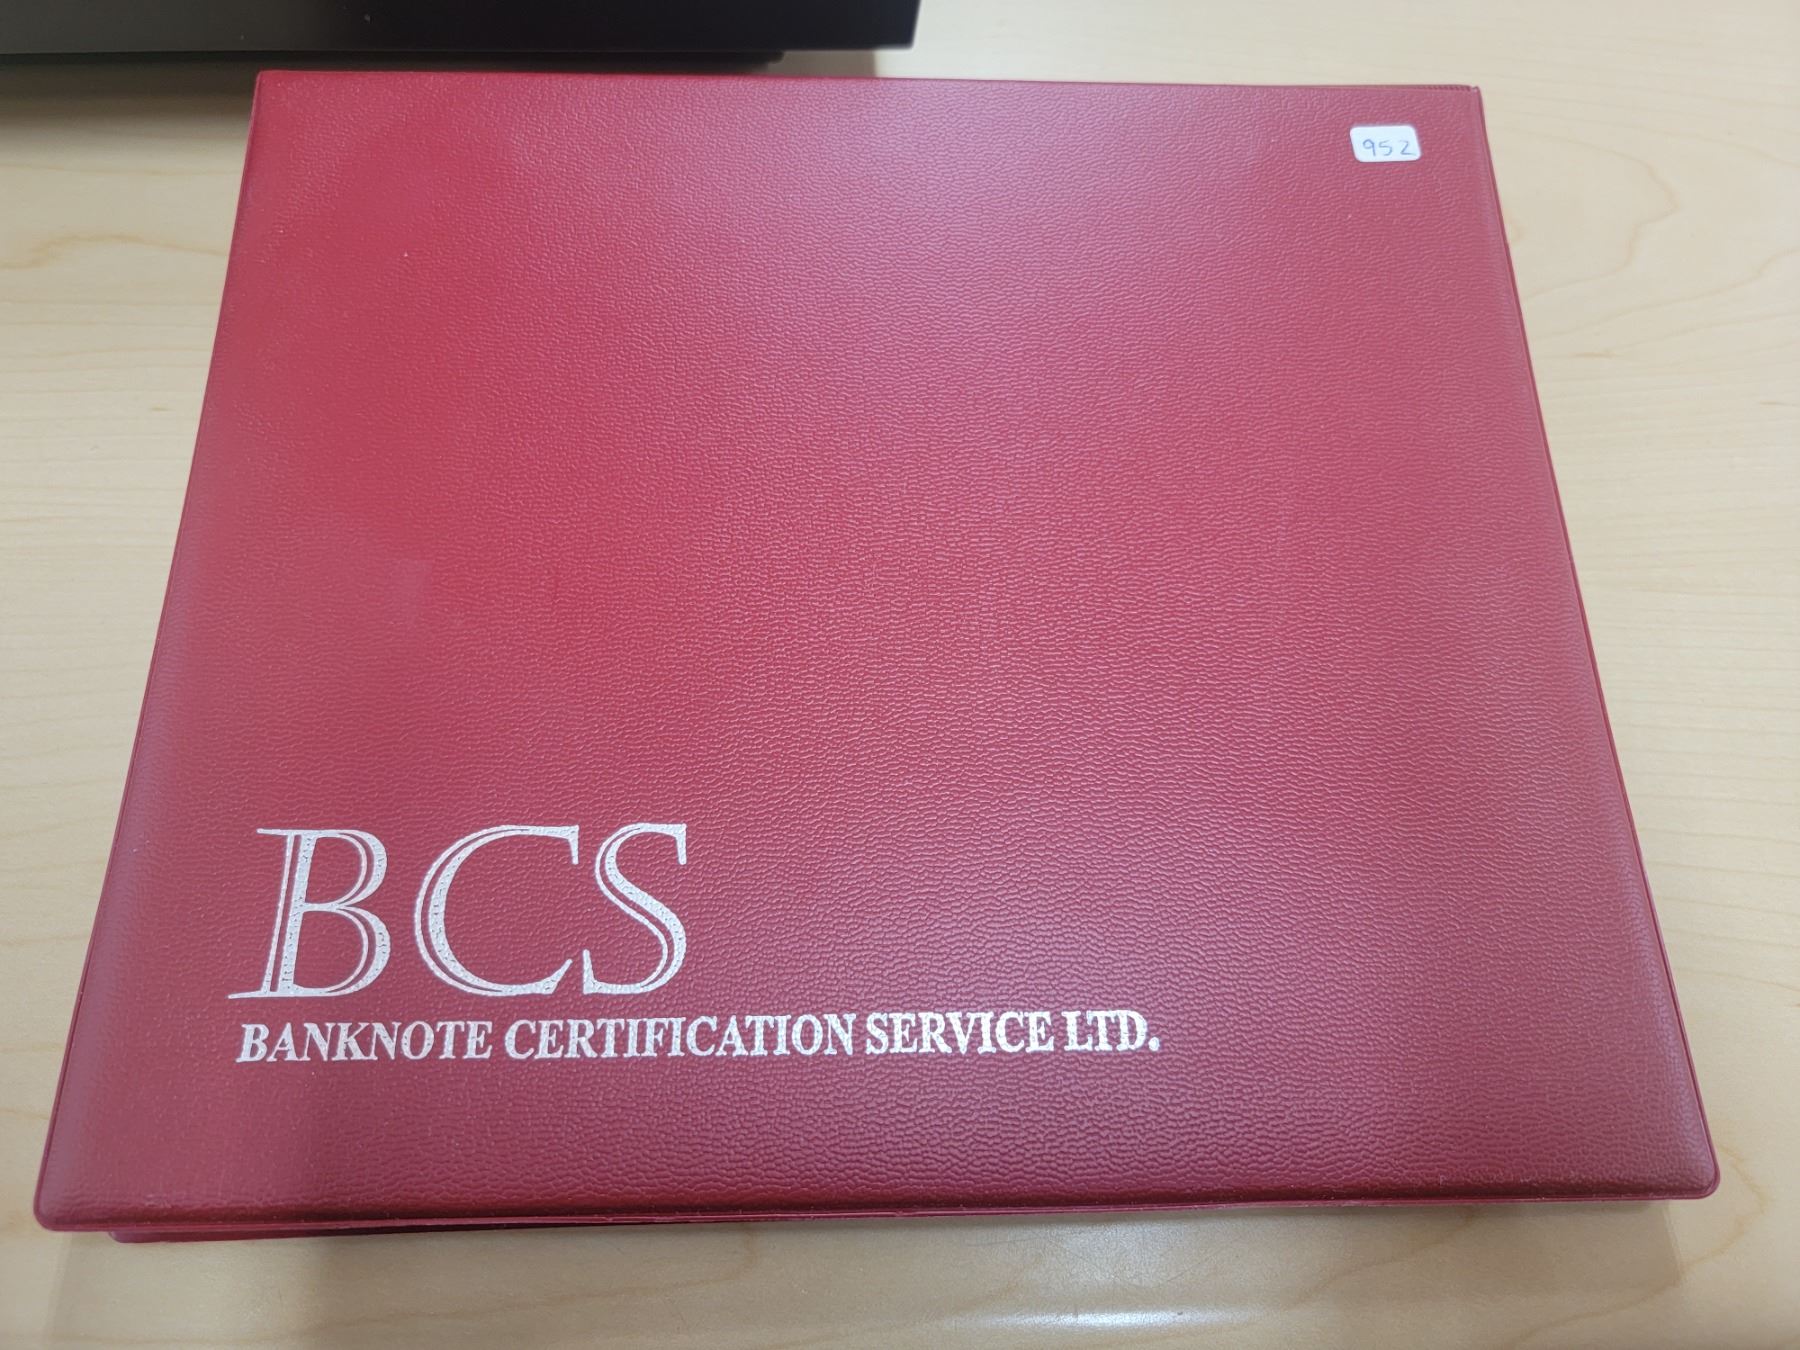 952
BCS
BANKNOTE CERTIFICATION SERVICE LTD.